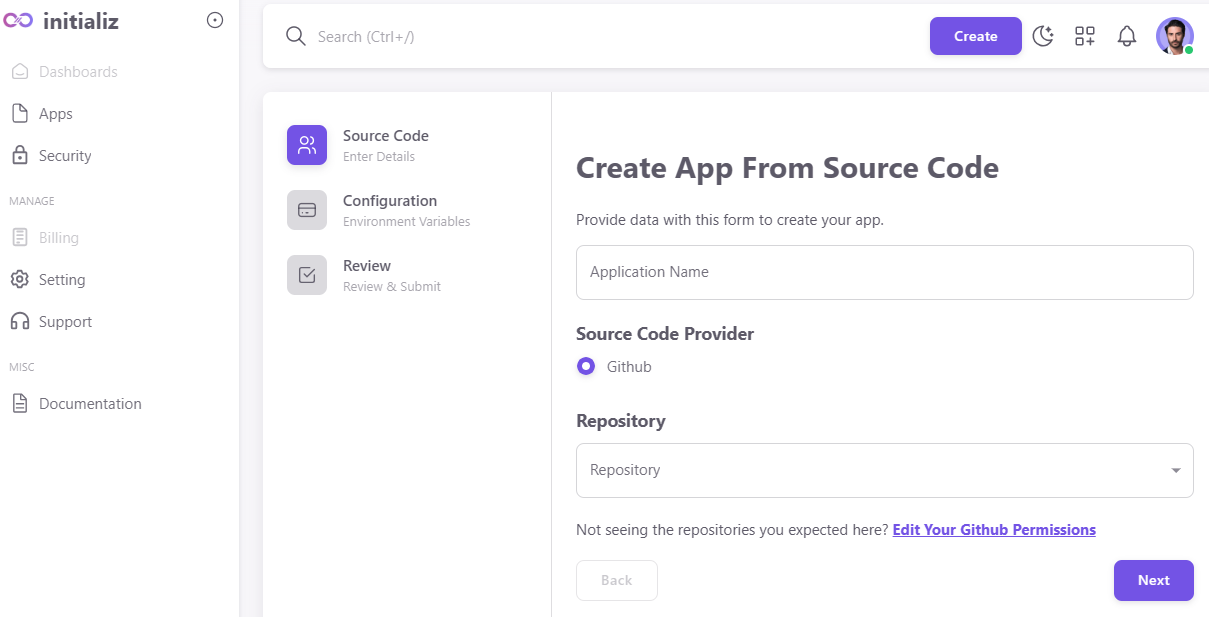 initializ
Dashboards
Apps
Security
MANAGE
Billing
Setting
Support
MISC
Documentation
Search (Ctrl+/)
Create
Source Code
Enter Details
Configuration
Environment Variables
Review
Review & Submit
Create App From Source Code
Provide data with this form to create your app.
Application Name
Source Code Provider
Github
Repository
Repository
Not seeing the repositories you expected here? Edit Your Github Permissions
Back
Next